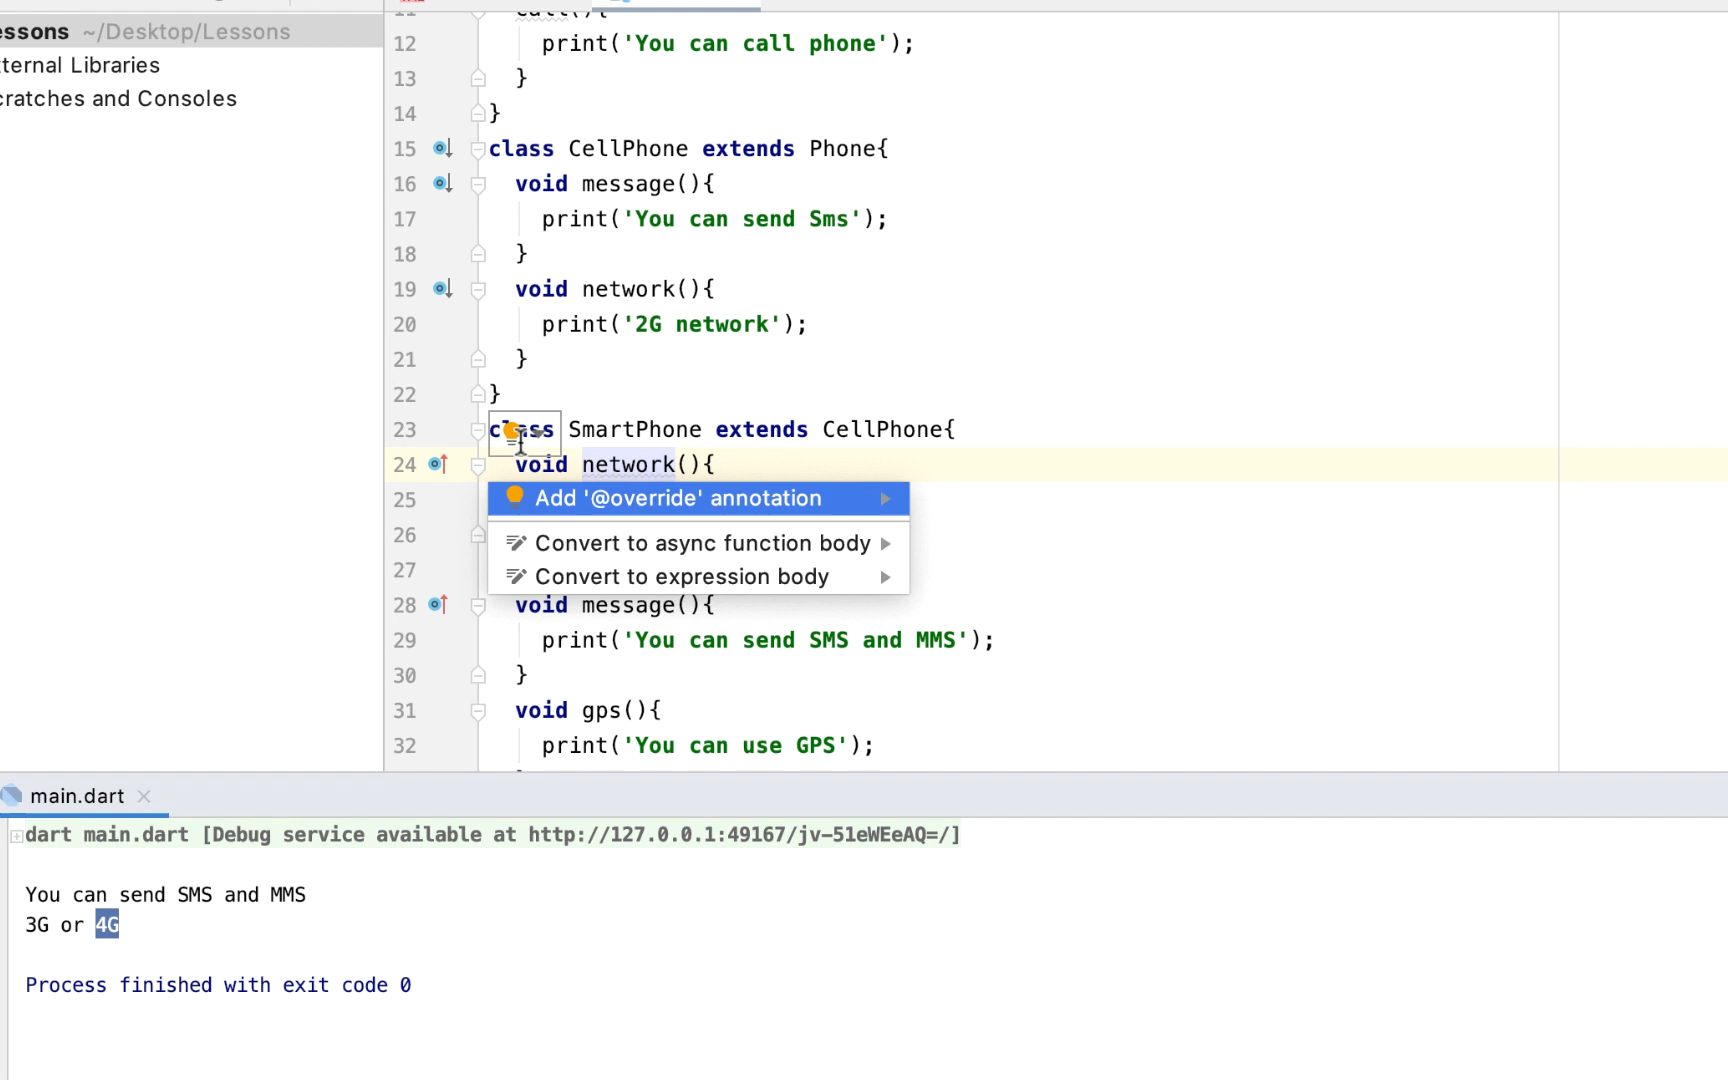 essons ~/Desktop/Lessons
ternal Libraries
cratches and Consoles
11 call(){
12 print('You can call phone');
13 }
14 }
15 class CellPhone extends Phone{
16 void message(){
17 print('You can send Sms');
18 }
19 void network(){
20 print('2G network');
21 }
22 }
23 class SmartPhone extends CellPhone{
24 void network(){
25
Add '@override' annotation
26
Convert to async function body
27
Convert to expression body
28 void message(){
29 print('You can send SMS and MMS');
30 }
31 void gps(){
32 print('You can use GPS');
main.dart
dart main.dart [Debug service available at http://127.0.0.1:49167/jv-51eWEeAQ=/]
You can send SMS and MMS
3G or 4G
Process finished with exit code 0